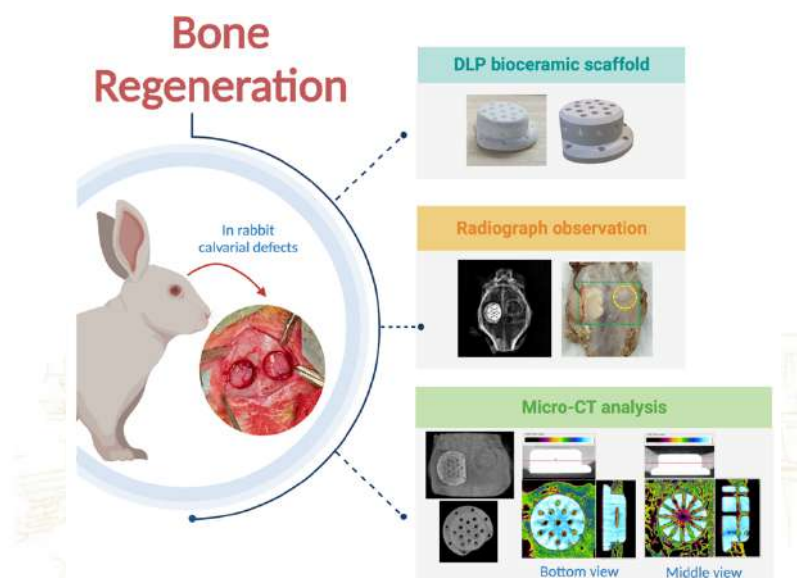 Bone
Regeneration
In rabbit
calvarial defects
DLP bioceramic scaffold
Radiograph observation
Micro-CT analysis
Bottom view
Middle view